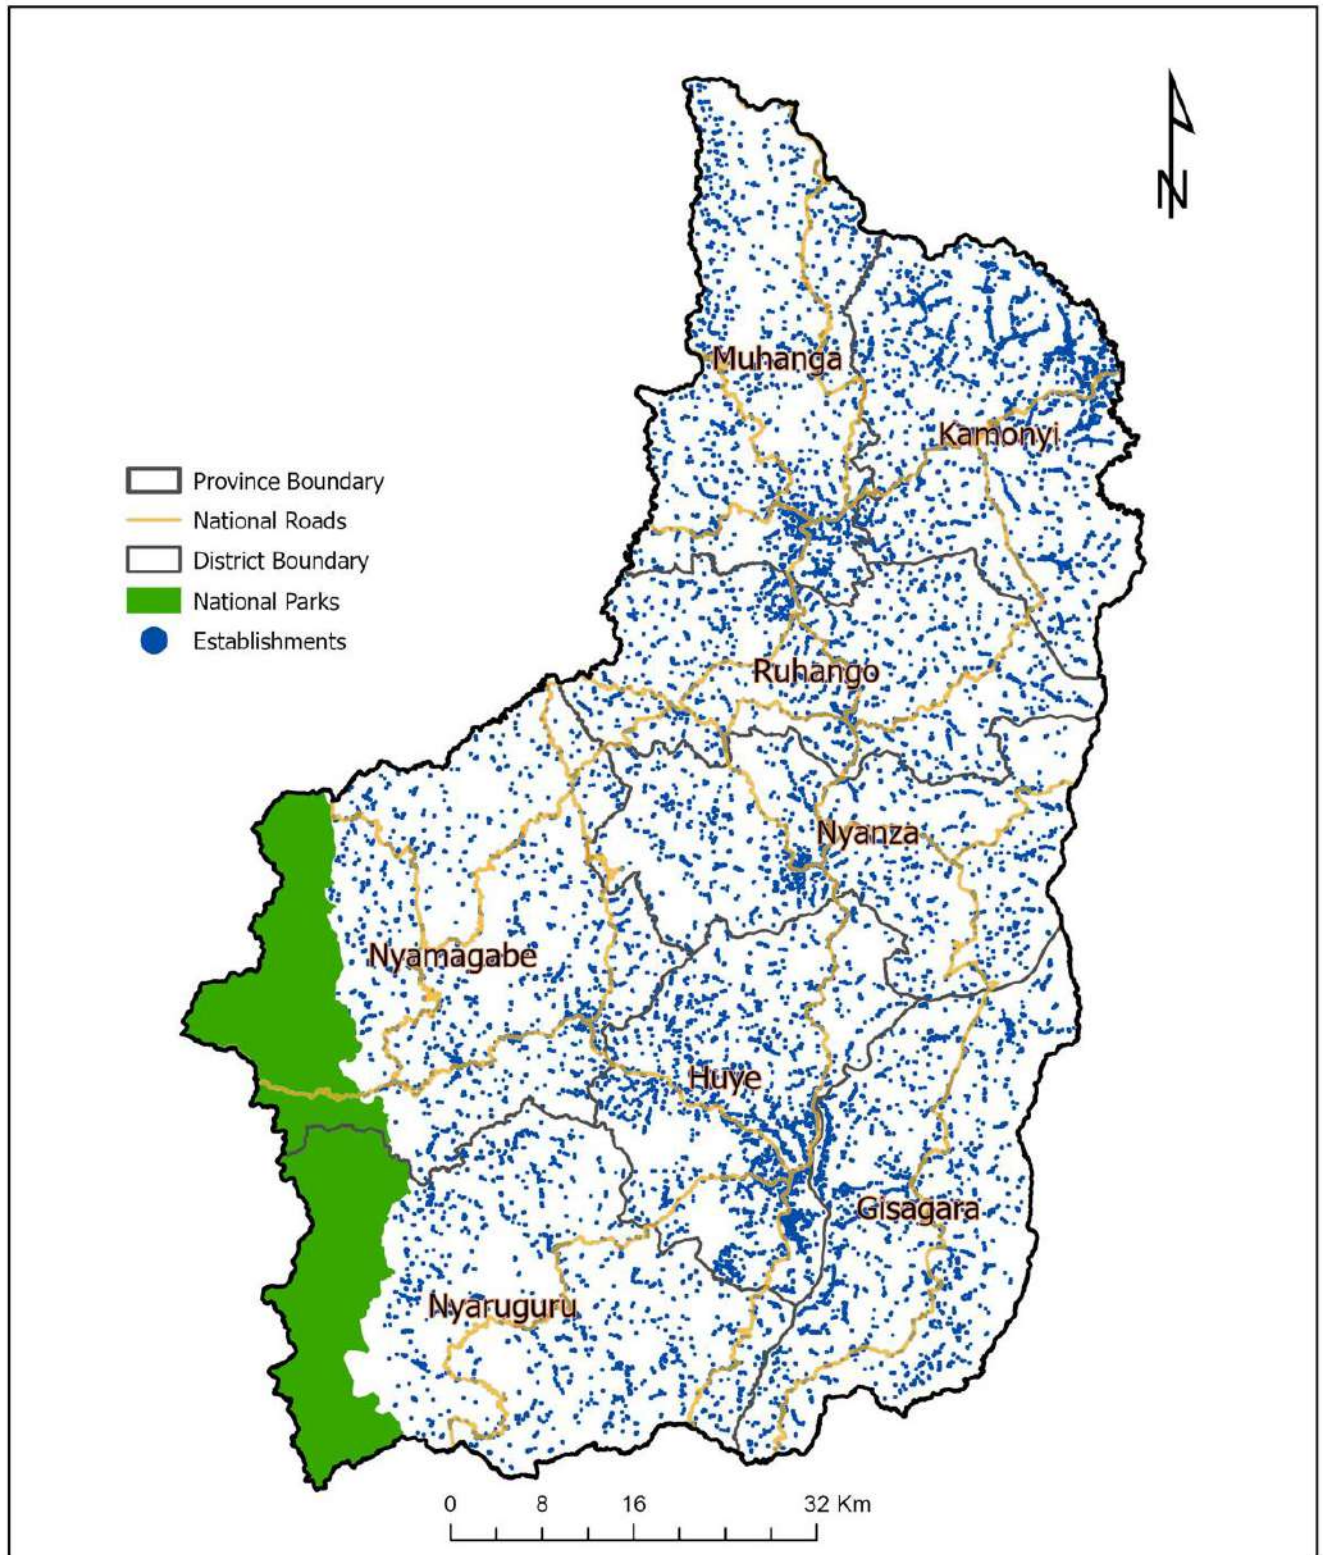 N
Muhanga
Kamonyi
Province Boundary
National Roads
District Boundary
National Parks
Establishments
Ruhango
Nyanza
Nyamagabe
Huye
Gisagara
Nyaruguru
0 8 16 32 Km